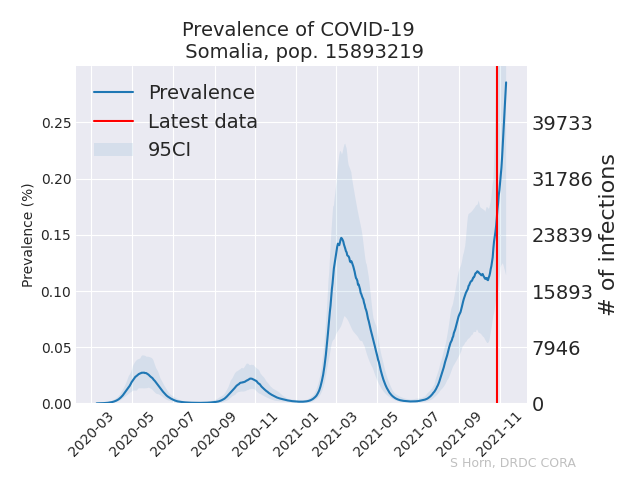 Prevalence of COVID-19
Somalia, pop. 15893219
Prevalence
Latest data
95CI
Prevalence (%)
0.25
0.20
0.15
0.10
0.05
0.00
39733
31786
23839
15893
7946
0
# of infections
2020-03
2020-05
2020-07
2020-09
2020-11
2021-01
2021-03
2021-05
2021-07
2021-09
2021-11
S Horn, DRDC CORA